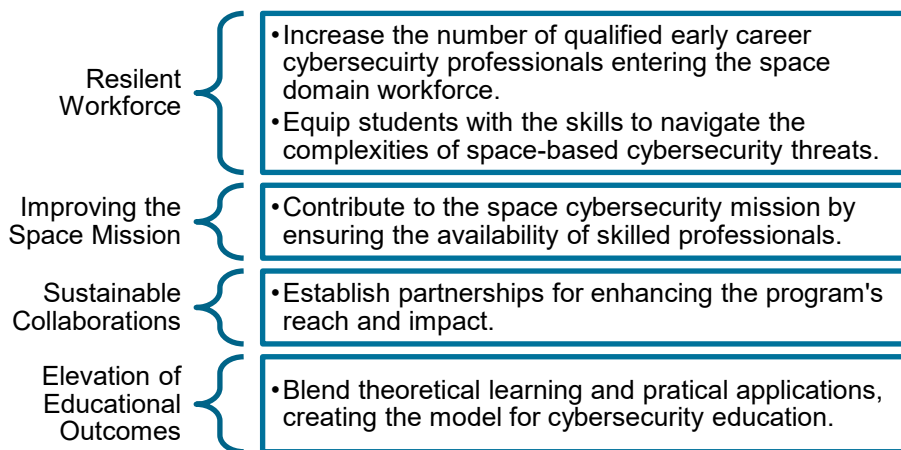 Resilent
Workforce
•Increase the number of qualified early career
cybersecuirty professionals entering the space
domain workforce.
•Equip students with the skills to navigate the
complexities of space-based cybersecurity threats.
Improving the
Space Mission
•Contribute to the space cybersecurity mission by
ensuring the availability of skilled professionals.
Sustainable
Collaborations
•Establish partnerships for enhancing the program's
reach and impact.
Elevation of
Educational
Outcomes
•Blend theoretical learning and pratical applications,
creating the model for cybersecurity education.